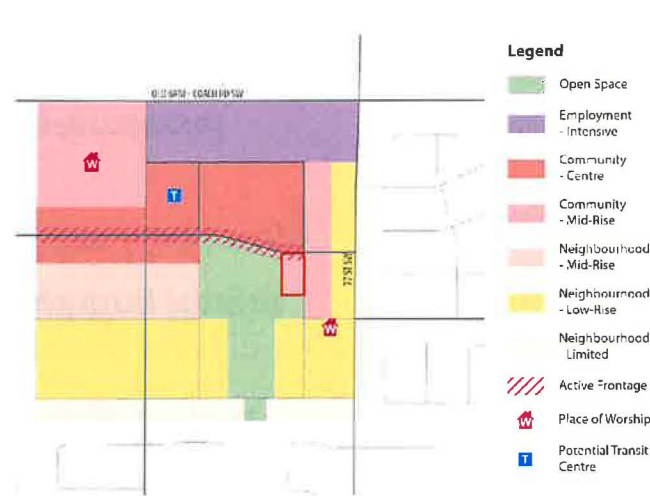 Legend
Open Space
Employment
- Intensive
Community
- Centre
Community
- Mid-Rise
Neighbourhood
- Mid-Rise
Neighbourhood
- Low-Rise
Neighbourhood
Limited
Active Frontage
W
Place of Worship
T
Potential Transit
Centre
W
T
W